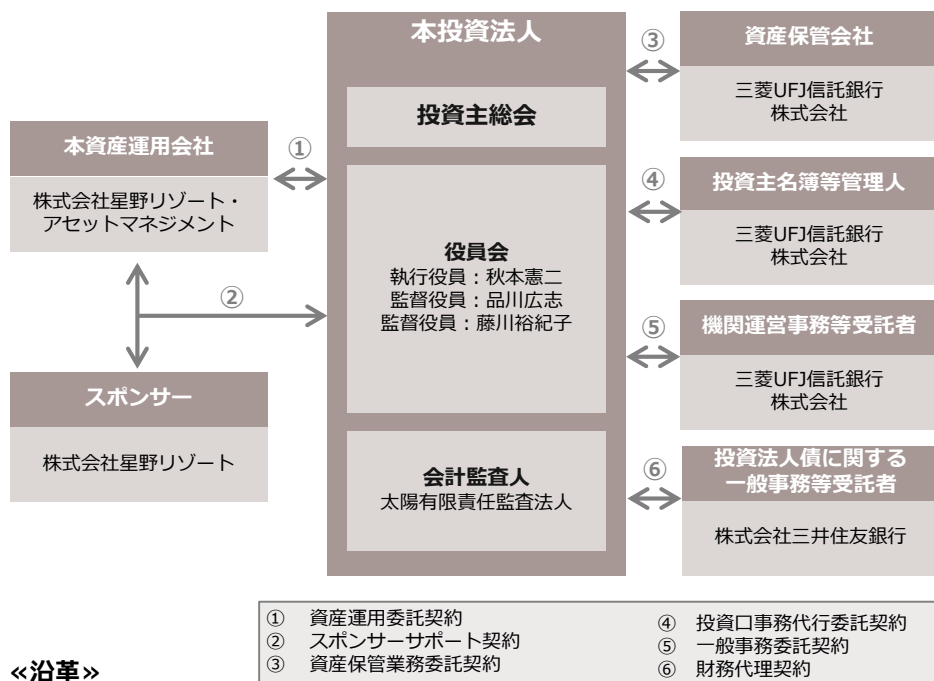 本投資法人
投資主総会
役員会
執行役員：秋本憲二
監督役員：品川広志
監督役員：藤川裕紀子
会計監査人
太陽有限責任監査法人
①
本資産運用会社
株式会社星野リゾート・
アセットマネジメント
②
スポンサー
株式会社星野リゾート
③
資産保管会社
三菱UFJ信託銀行
株式会社
④
投資主名簿等管理人
三菱UFJ信託銀行
株式会社
⑤
機関運営事務等受託者
三菱UFJ信託銀行
株式会社
⑥
投資法人債に関する
一般事務等受託者
株式会社三井住友銀行
① 資産運用委託契約
② スポンサーサポート契約
③ 資産保管業務委託契約
④ 投資口事務代行委託契約
⑤ 一般事務委託契約
⑥ 財務代理契約
≪沿革≫